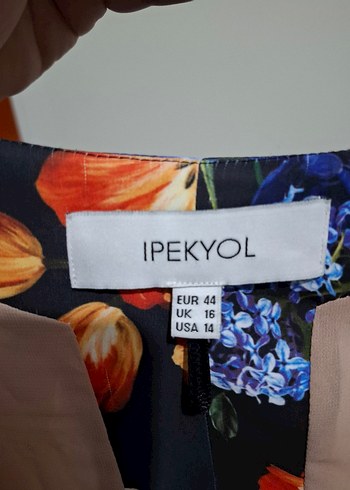 IPEKYOL
EUR 44
UK 16
USA 14